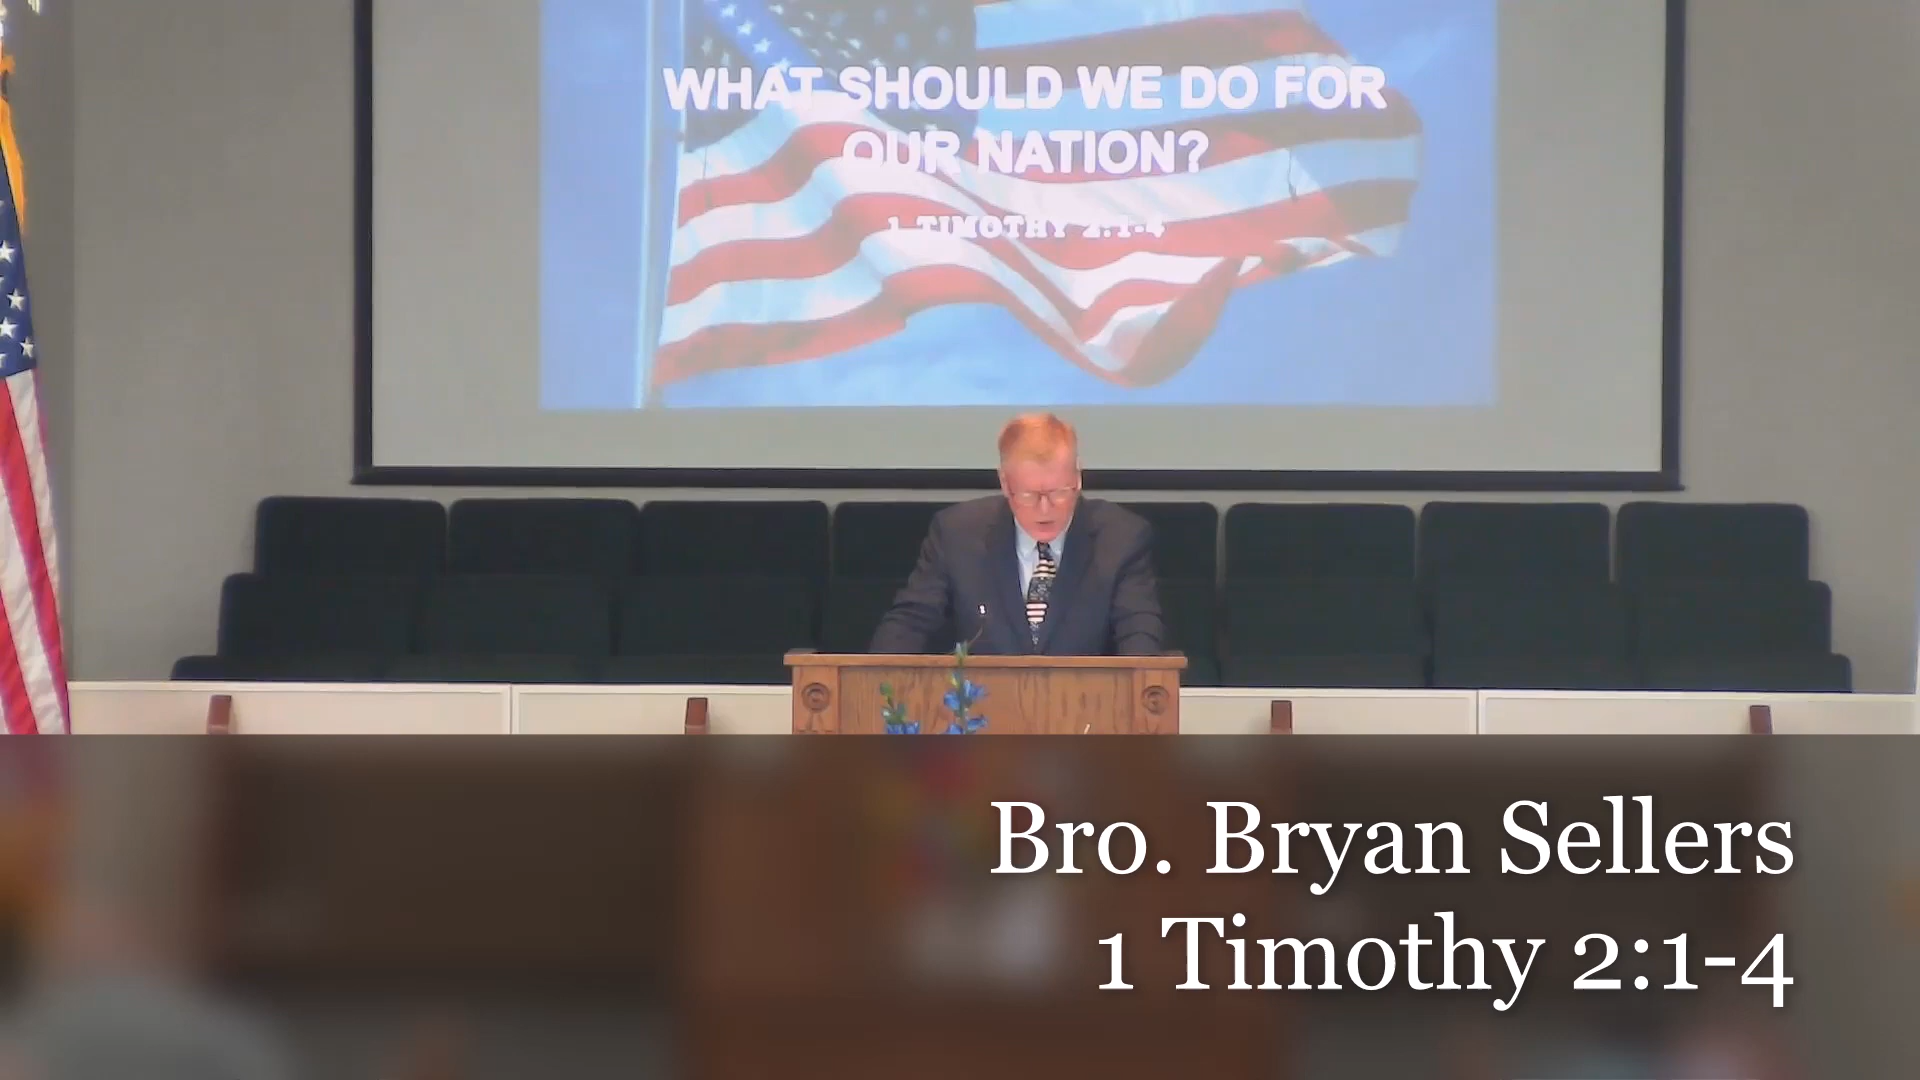 WHAT SHOULD WE DO FOR
OUR NATION?
1 TIMOTHY 2:1-4
Bro. Bryan Sellers
1 Timothy 2:1-4